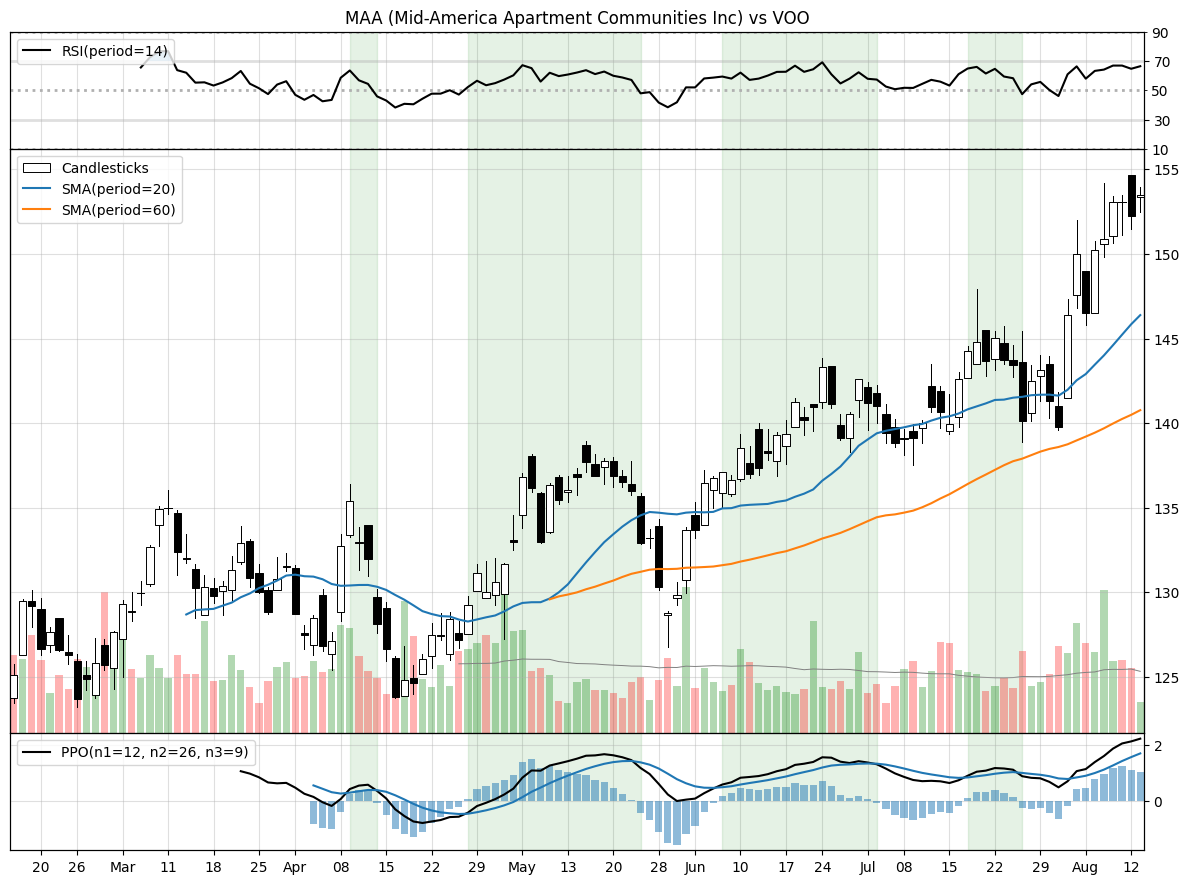 MAA (Mid-America Apartment Communities Inc) vs VOO
RSI(period=14)
90
70
50
30
10
Candlesticks
SMA(period=20)
SMA(period=60)
155
150
145
140
135
130
125
PPO(n1=12, n2=26, n3=9)
2
0
20 26 Mar 11 18 25 Apr 08 15 22 29 May 13 20 28 Jun 10 17 24 Jul 08 15 22 29 Aug 12